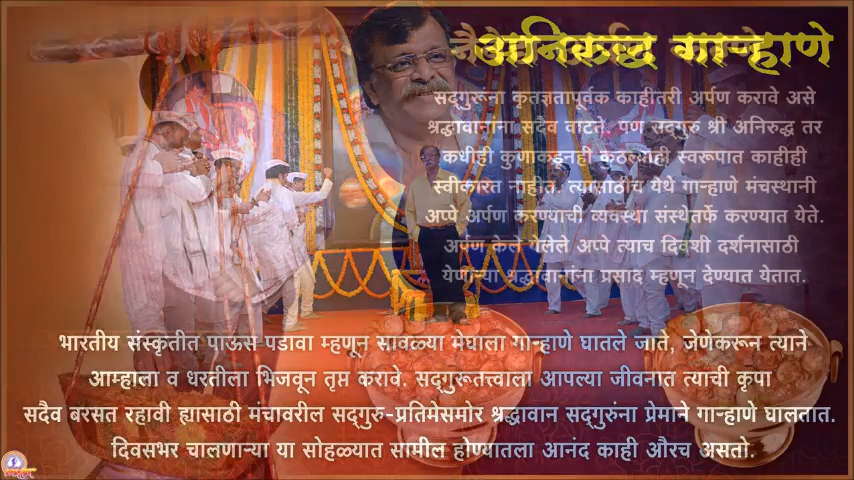 अनिरुद्ध गाऱ्हाणे
सद्‌गुरूंना कृतज्ञतापूर्वक काहीतरी अर्पण करावे असे
श्रद्धावानांना सदैव वाटते. पण सद्‌गुरु श्री अनिरुद्ध तर
कधीही कुणाकडूनही कुठल्याही स्वरूपात काहीही
स्वीकारत नाहीत. त्यासाठीच येथे गाऱ्हाणे मंचस्थानी
अप्पे अर्पण करण्याची व्यवस्था संस्थेतर्फे करण्यात येते.
अर्पण केले गेलेले अप्पे त्याच दिवशी दर्शनासाठी
येणाऱ्या श्रद्धावानांना प्रसाद म्हणून देण्यात येतात.
भारतीय संस्कृतीत पाऊस पडावा म्हणून सावळ्या मेघाला गाऱ्हाणे घातले जाते, जेणेकरून त्याने
आम्हाला व धरतीला भिजवून तृप्त करावे. सद्‌गुरूतत्त्वाला आपल्या जीवनात त्याची कृपा
सदैव बरसत रहावी ह्यासाठी मंचावरील सद्‌गुरु-प्रतिमेसमोर श्रद्धावान सद्‌गुरुंना प्रेमाने गाऱ्हाणे घालतात.
दिवसभर चालणाऱ्या या सोहळ्यात सामील होण्यातला आनंद काही औरच असतो.